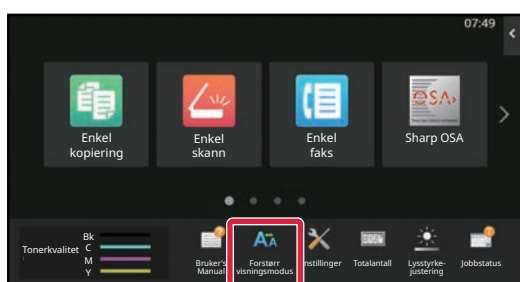 07:49
Enkel
kopiering
Enkel
skann
Enkel
faks
OSA
Sharp OSA
Tonerkvalitet
Bk
C
M
Y
Bruker's
Manual
Forstørr
visningsmodus
Innstillinger
Totalantall
Lysstyrke-
justering
Jobbstatus